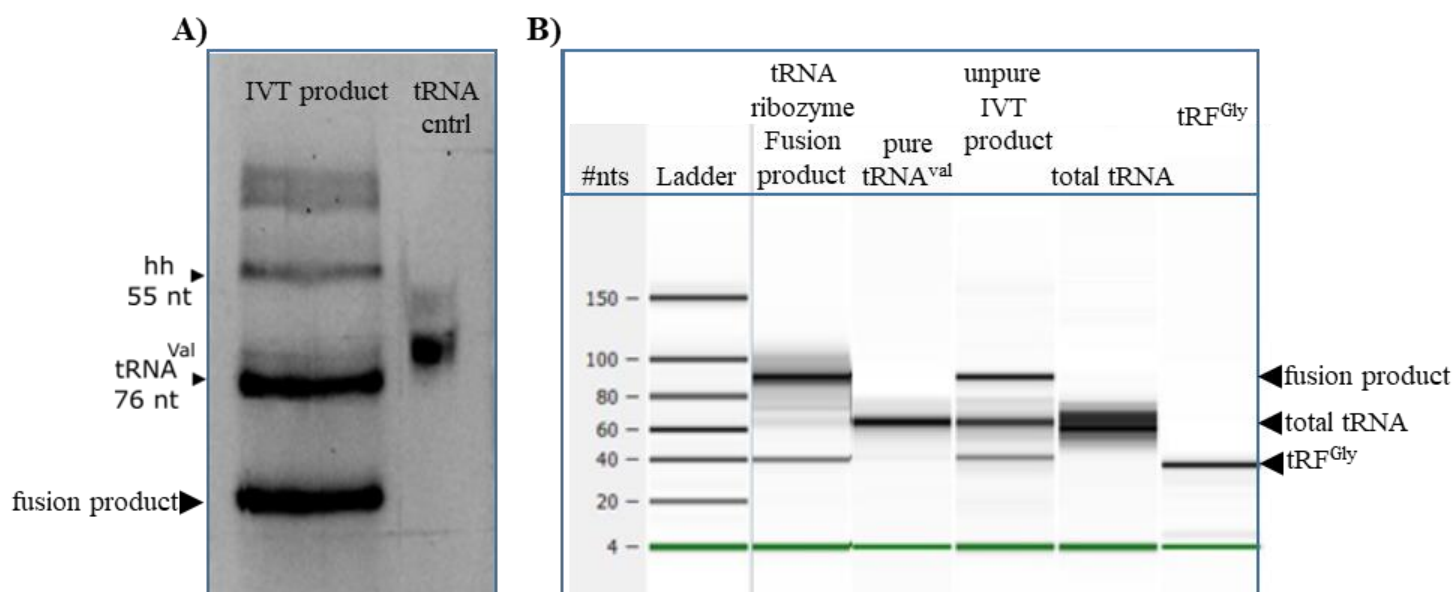 A)
IVT product
tRNA
cntrl
hh
55 nt
tRNA^Val
76 nt
fusion product
B)
#nts
Ladder
tRNA
ribozyme
Fusion
product
pure
tRNA^val
unpure
IVT
product
total tRNA
tRF^Gly
150
100
80
60
40
20
4
fusion product
total tRNA
tRF^Gly